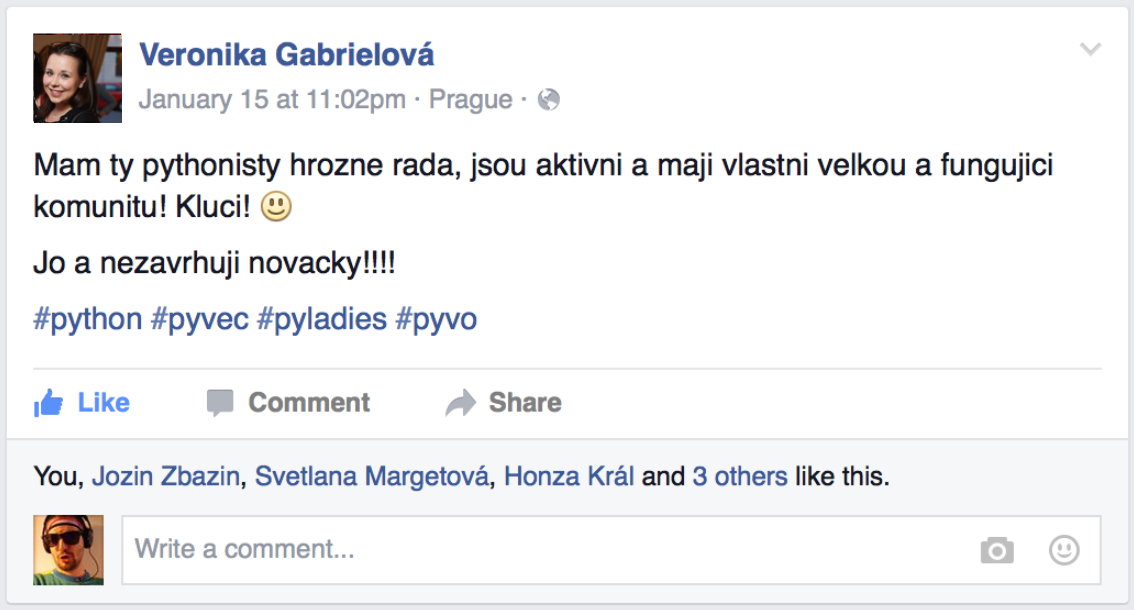 Veronika Gabrielová
January 15 at 11:02pm · Prague ·
Mam ty pythonisty hrozne rada, jsou aktivni a maji vlastni velkou a fungujici
komunitu! Kluci! 🙂
Jo a nezavrhuji novacky!!!!
#python #pyvec #pyladies #pyvo
Like Comment Share
You, Jozin Zbazin, Svetlana Margetová, Honza Král and 3 others like this.
Write a comment...